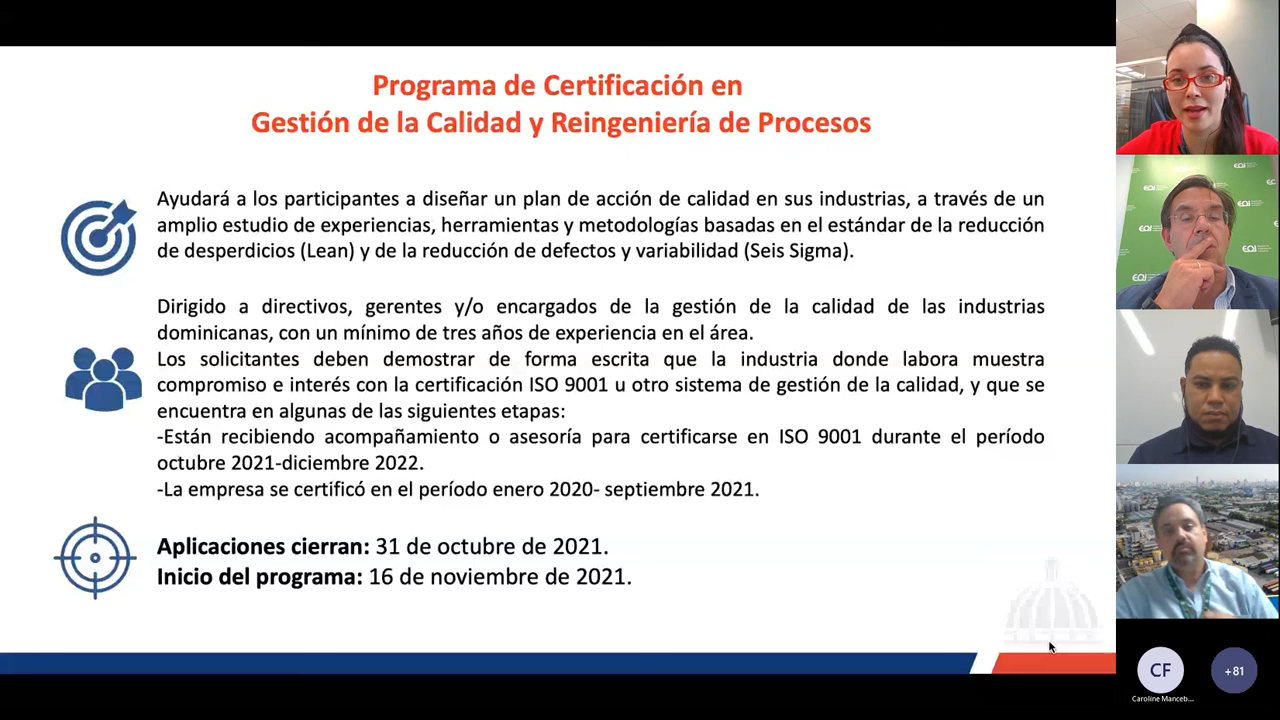 Programa de Certificación en
Gestión de la Calidad y Reingeniería de Procesos
Ayudará a los participantes a diseñar un plan de acción de calidad en sus industrias, a través de un
amplio estudio de experiencias, herramientas y metodologías basadas en el estándar de la reducción
de desperdicios (Lean) y de la reducción de defectos y variabilidad (Seis Sigma).
Dirigido a directivos, gerentes y/o encargados de la gestión de la calidad de las industrias
dominicanas, con un mínimo de tres años de experiencia en el área.
Los solicitantes deben demostrar de forma escrita que la industria donde labora muestra
compromiso e interés con la certificación ISO 9001 u otro sistema de gestión de la calidad, y que se
encuentra en algunas de las siguientes etapas:
-Están recibiendo acompañamiento o asesoría para certificarse en ISO 9001 durante el período
octubre 2021-diciembre 2022.
-La empresa se certificó en el período enero 2020- septiembre 2021.
Aplicaciones cierran: 31 de octubre de 2021.
Inicio del programa: 16 de noviembre de 2021.
EOI
EOI
EOI
EOI
CF
+81
Caroline Manceb...